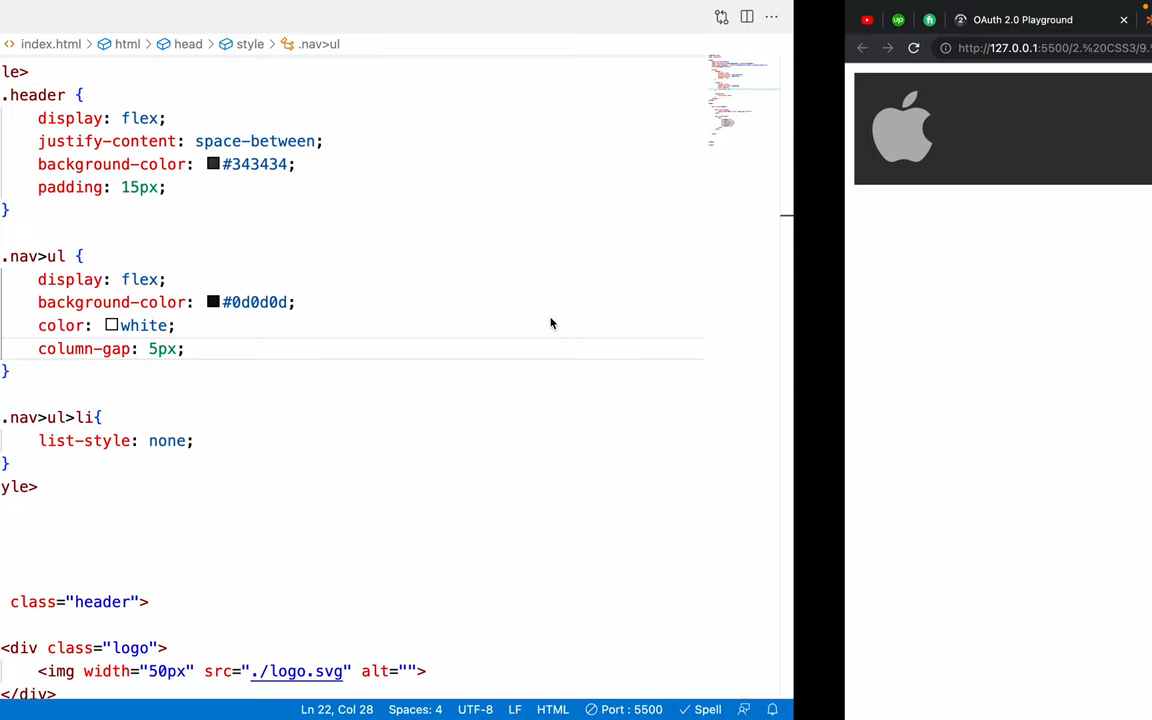 OAuth 2.0 Playground
index.html > html > head > style > .nav>ul
http://127.0.0.1:5500/2.%20CSS3/9.
le>
.header {
display: flex;
justify-content: space-between;
background-color: #343434;
padding: 15px;
}
.nav>ul {
display: flex;
background-color: #0d0d0d;
color: white;
column-gap: 5px;
}
.nav>ul>li{
list-style: none;
}
yle>
class="header">
<div class="logo">
<img width="50px" src="./logo.svg" alt="">
</div>
Ln 22, Col 28 Spaces: 4 UTF-8 LF HTML Port : 5500 Spell